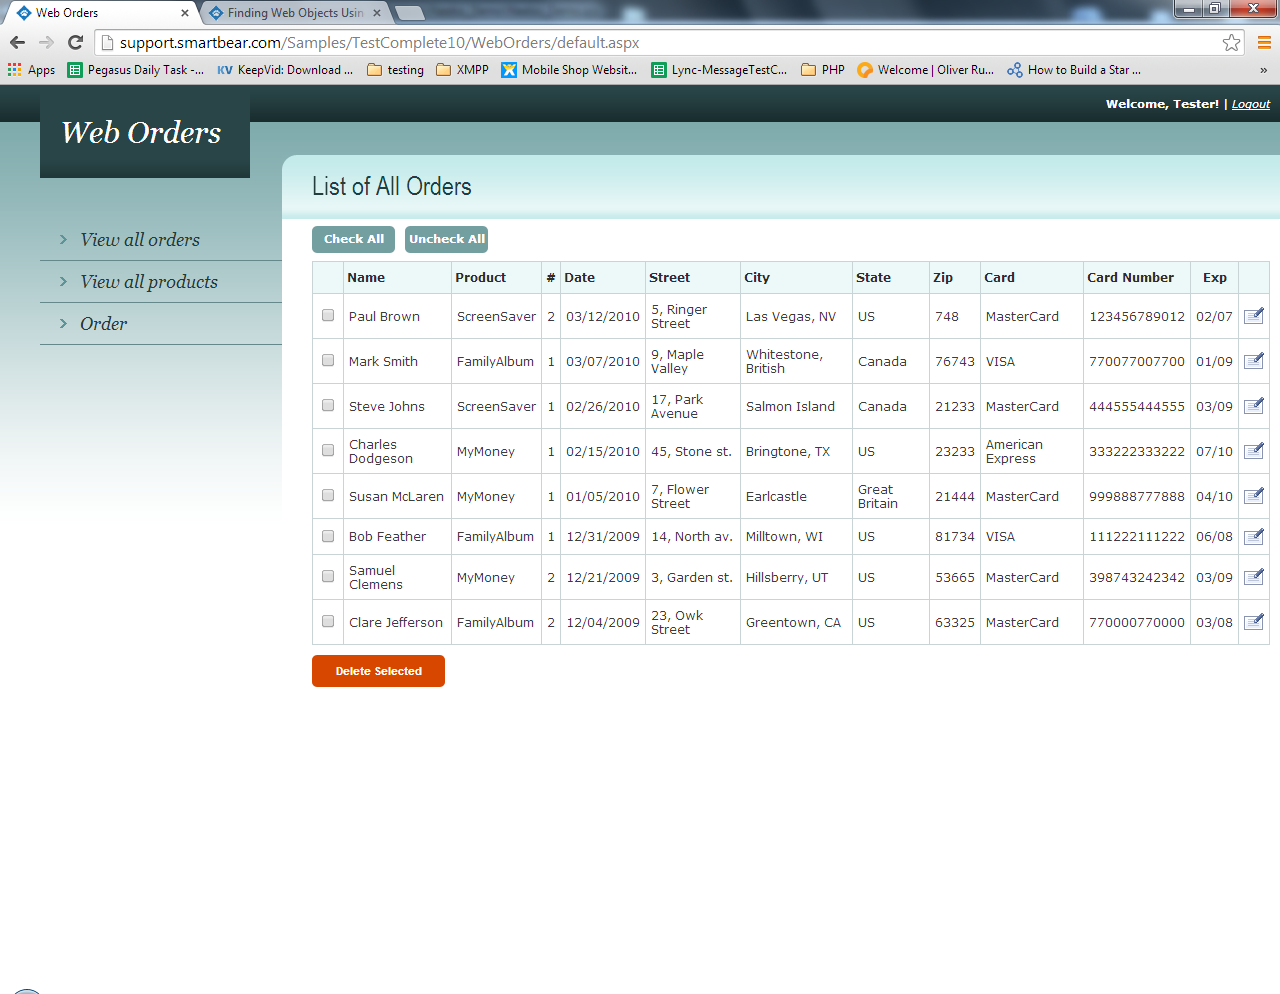 Web Orders
Finding Web Objects Usin
support.smartbear.com/Samples/TestComplete10/WebOrders/default.aspx
Apps Pegasus Daily Task -... KV KeepVid: Download ... testing XMPP Mobile Shop Websit... Lync-MessageTestC... PHP Welcome | Oliver Ru... How to Build a Star ... »
Welcome, Tester! | Logout
Web Orders
List of All Orders
View all orders
View all products
Order
Check All Uncheck All
Name Product # Date Street City State Zip Card Card Number Exp
Paul Brown ScreenSaver 2 03/12/2010 5, Ringer Street Las Vegas, NV US 748 MasterCard 123456789012 02/07
Mark Smith FamilyAlbum 1 03/07/2010 9, Maple Valley Whitestone, British Canada 76743 VISA 770077007700 01/09
Steve Johns ScreenSaver 1 02/26/2010 17, Park Avenue Salmon Island Canada 21233 MasterCard 444555444555 03/09
Charles Dodgeson MyMoney 1 02/15/2010 45, Stone st. Bringtone, TX US 23233 American Express 333222333222 07/10
Susan McLaren MyMoney 1 01/05/2010 7, Flower Street Earlcastle Great Britain 21444 MasterCard 999888777888 04/10
Bob Feather FamilyAlbum 1 12/31/2009 14, North av. Milltown, WI US 81734 VISA 111222111222 06/08
Samuel Clemens MyMoney 2 12/21/2009 3, Garden st. Hillsberry, UT US 53665 MasterCard 398743242342 03/09
Clare Jefferson FamilyAlbum 2 12/04/2009 23, Owk Street Greentown, CA US 63325 MasterCard 770000770000 03/08
Delete Selected